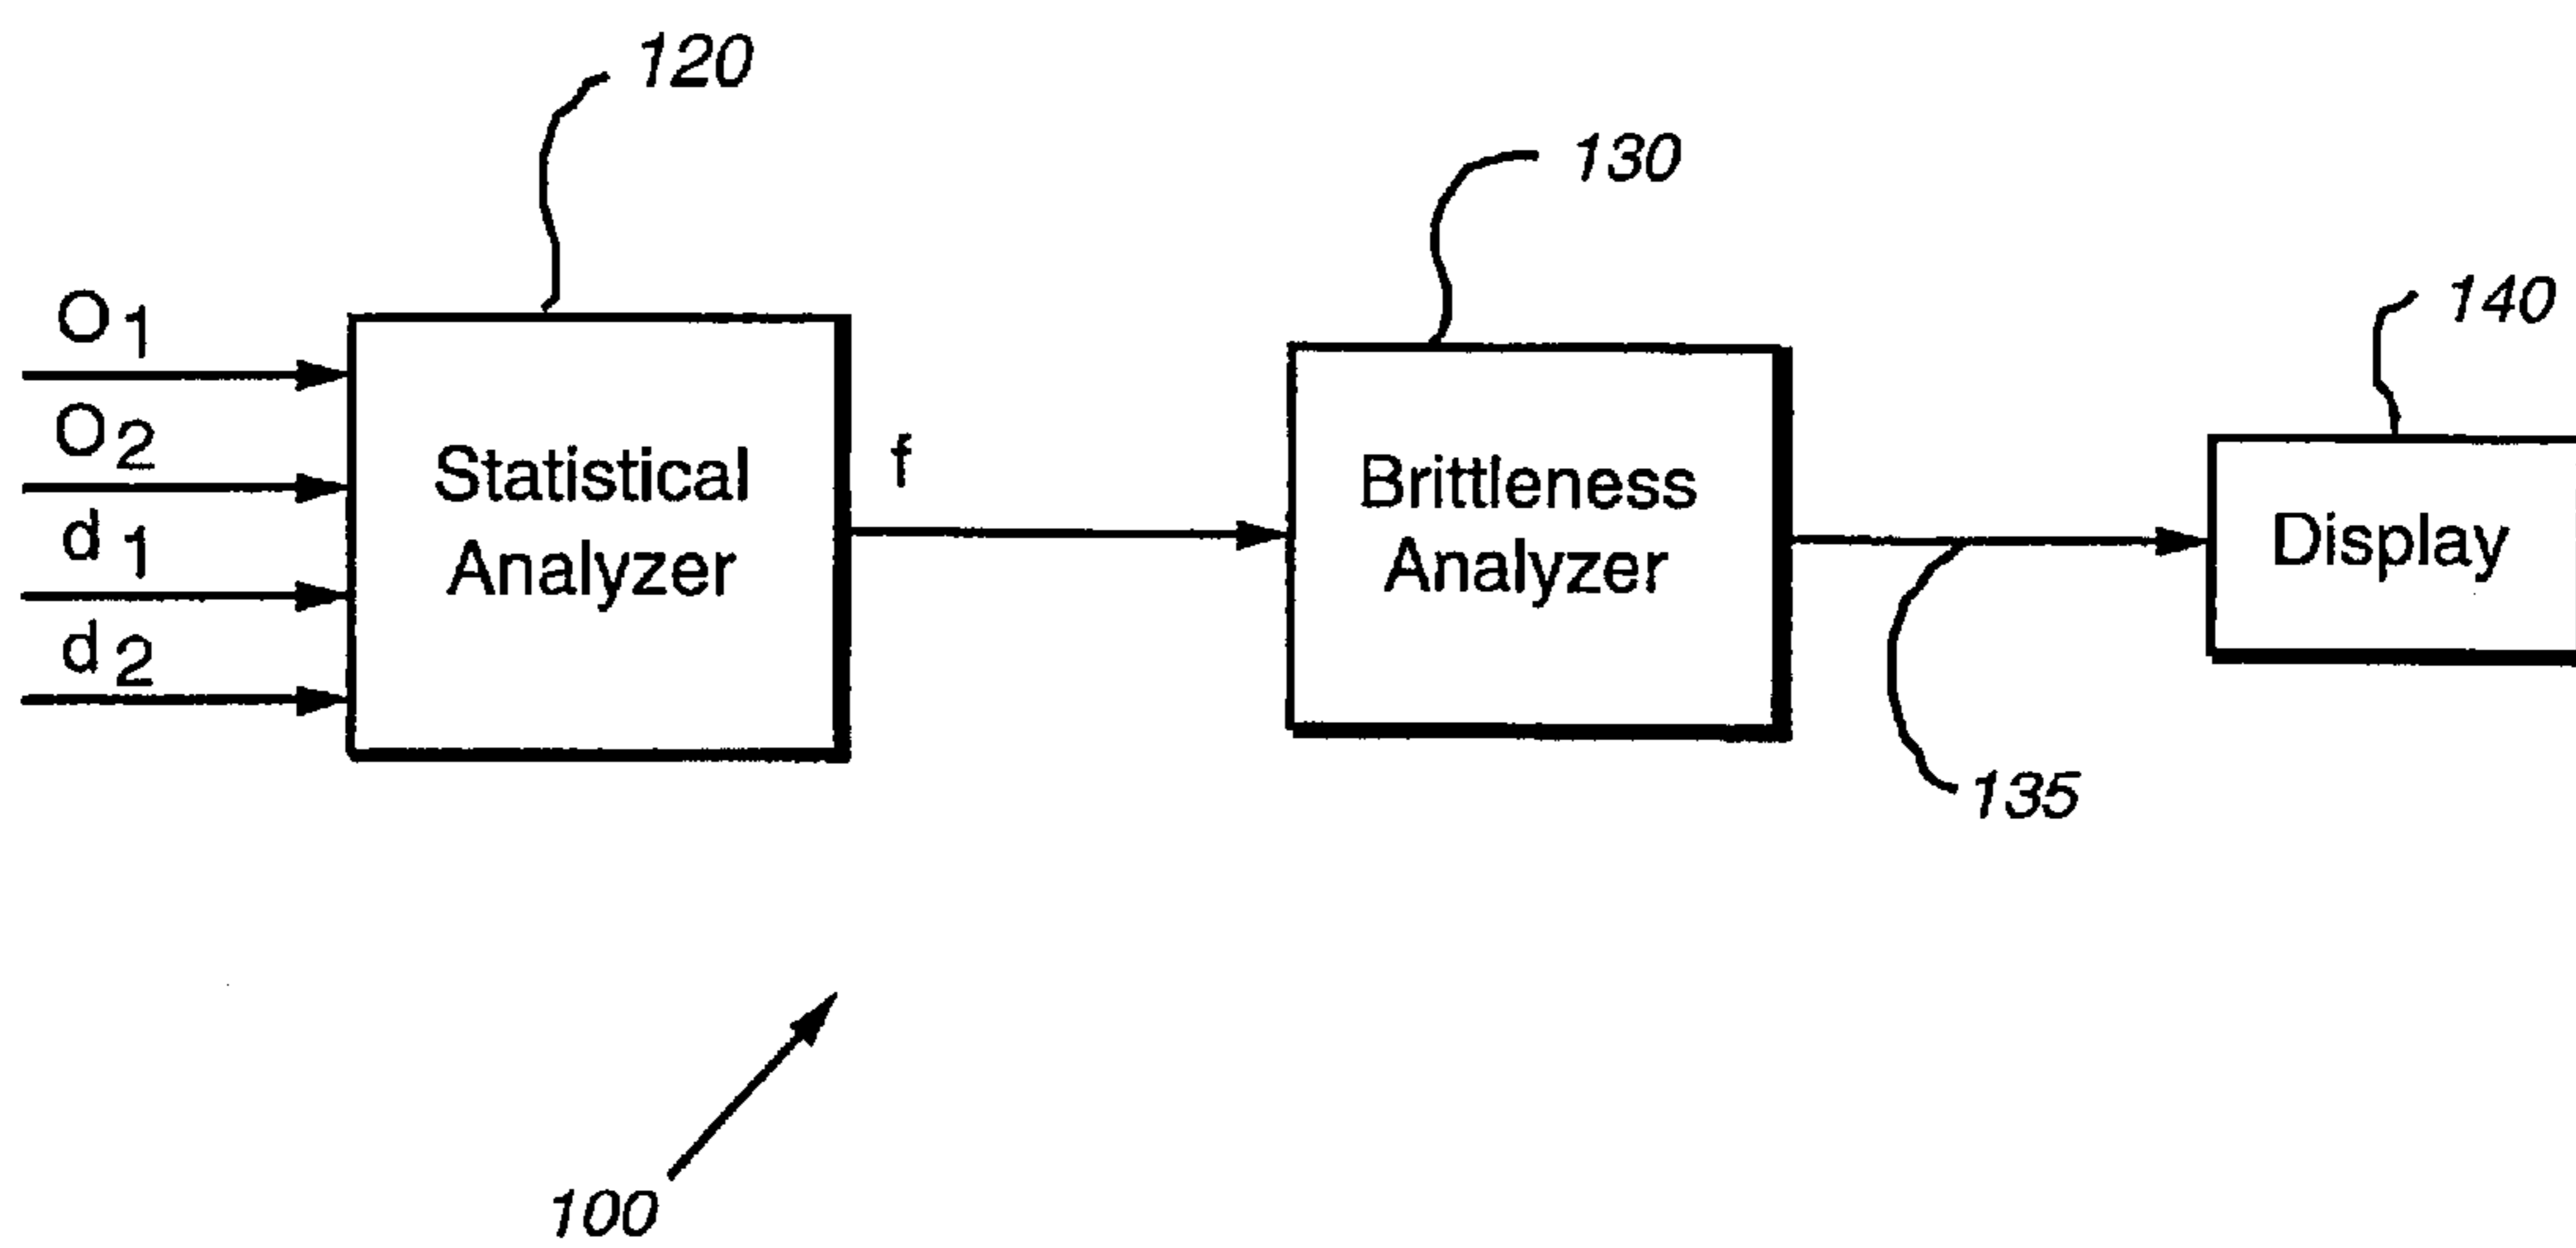 120
130
140
O1
O2
d1
d2
Statistical
Analyzer
f
Brittleness
Analyzer
Display
135
100